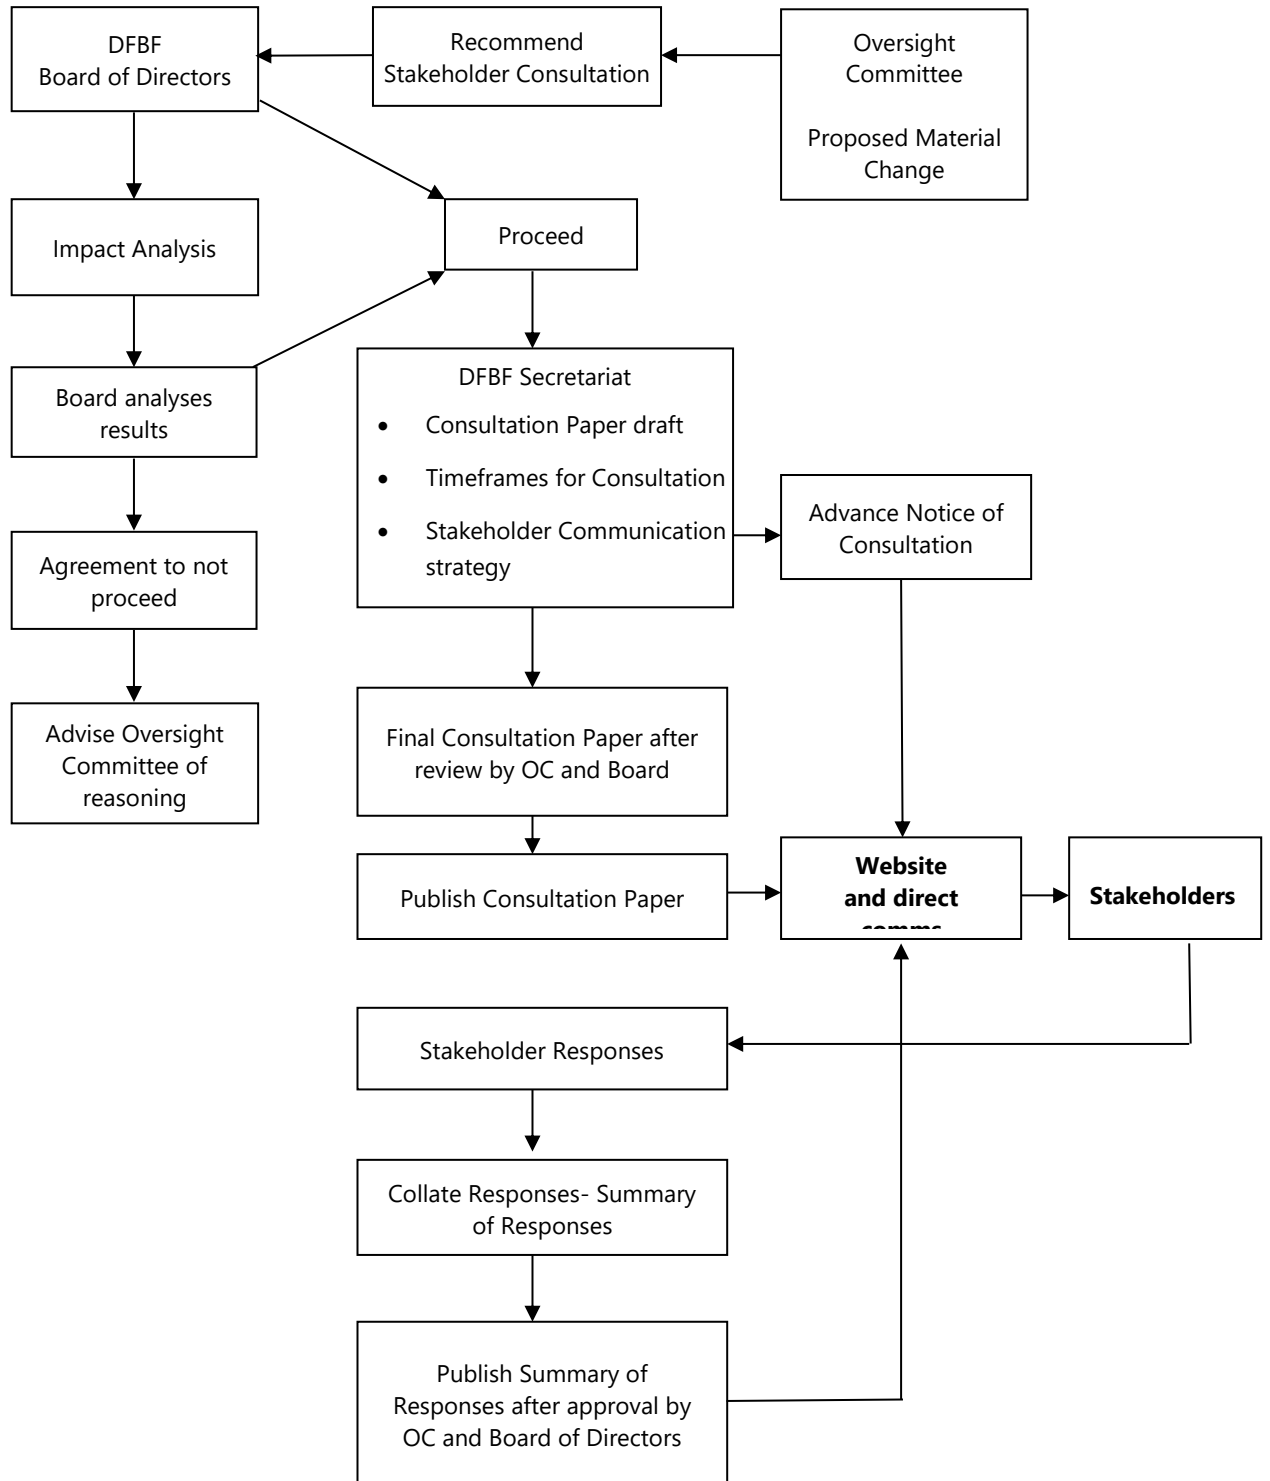 DFBF
Board of Directors
Recommend
Stakeholder Consultation
Oversight
Committee
Proposed Material
Change
Impact Analysis
Proceed
Board analyses
results
DFBF Secretariat
• Consultation Paper draft
• Timeframes for Consultation
• Stakeholder Communication
strategy
Advance Notice of
Consultation
Agreement to not
proceed
Advise Oversight
Committee of
reasoning
Final Consultation Paper after
review by OC and Board
Publish Consultation Paper
Website
and direct
comms
Stakeholders
Stakeholder Responses
Collate Responses- Summary
of Responses
Publish Summary of
Responses after approval by
OC and Board of Directors